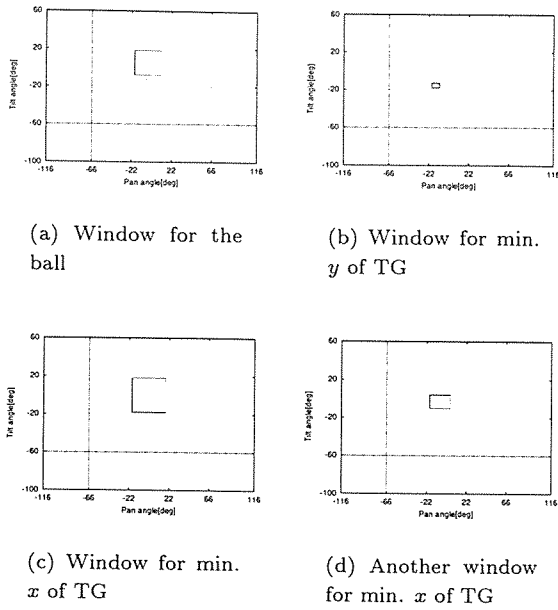 60
20
-20
-60
-100
Tilt angle[deg]
-116
-66
-22
22
66
116
Pan angle[deg]
(a) Window for the
ball
60
20
-20
-60
-100
Tilt angle[deg]
-116
-66
-22
22
66
116
Pan angle[deg]
(b) Window for min.
y of TG
60
20
-20
-60
-100
Tilt angle[deg]
-116
-66
-22
22
66
116
Pan angle[deg]
(c) Window for min.
x of TG
60
20
-20
-60
-100
Tilt angle[deg]
-116
-66
-22
22
66
116
Pan angle[deg]
(d) Another window
for min. x of TG